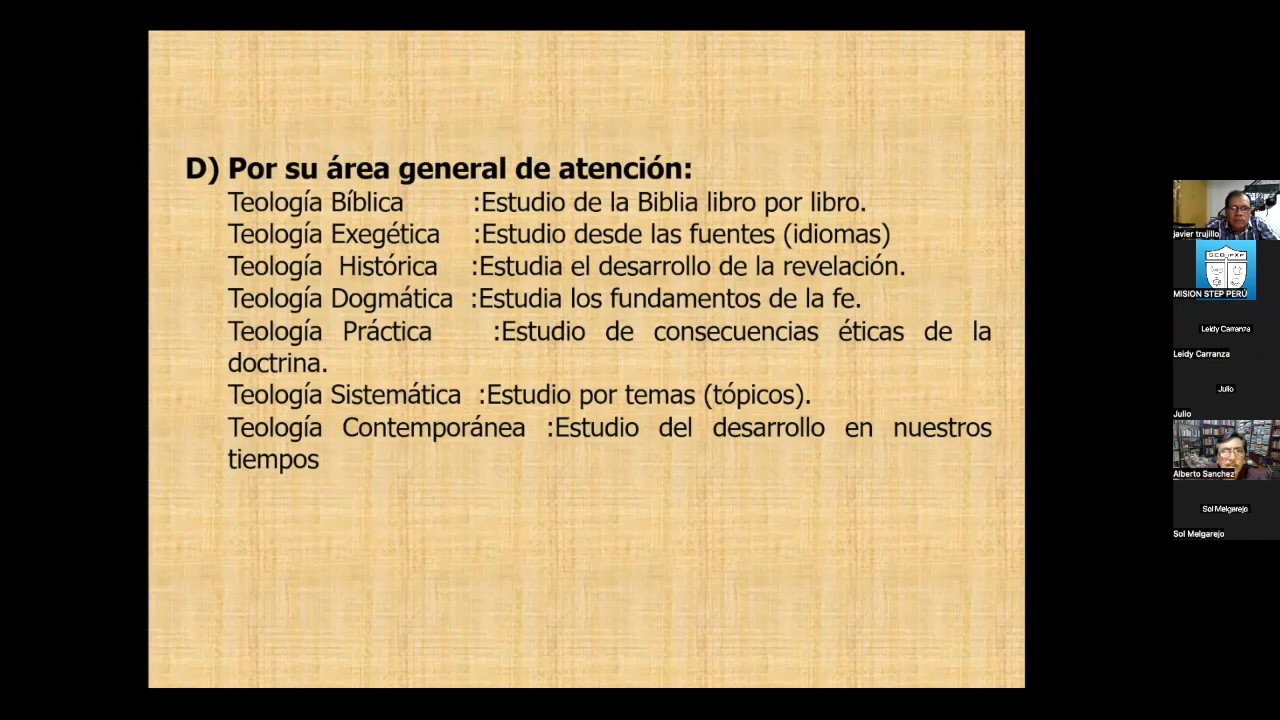 D) Por su área general de atención:
Teología Bíblica :Estudio de la Biblia libro por libro.
Teología Exegética :Estudio desde las fuentes (idiomas)
Teología Histórica :Estudia el desarrollo de la revelación.
Teología Dogmática :Estudia los fundamentos de la fe.
Teología Práctica :Estudio de consecuencias éticas de la
doctrina.
Teología Sistemática :Estudio por temas (tópicos).
Teología Contemporánea :Estudio del desarrollo en nuestros
tiempos
javier trujillo
MISION STEP PERÚ
Leidy Carranza
Leidy Carranza
Julio
Julio
Alberto Sanchez
Sol Melgarejo
Sol Melgarejo